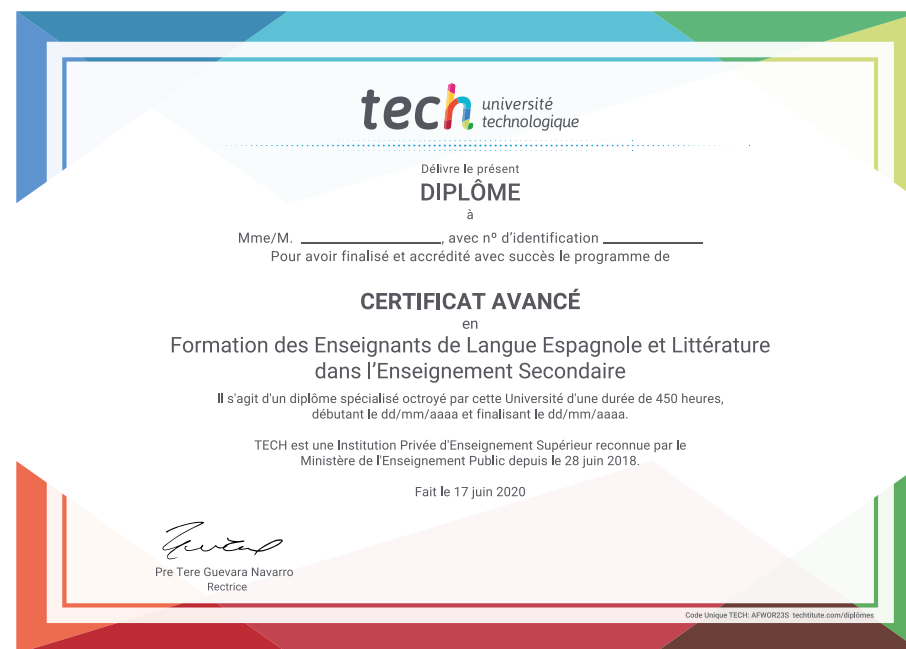 tech université
technologique
Délivre le présent
DIPLÔME
à
Mme/M. ____________________, avec nº d'identification ______________
Pour avoir finalisé et accrédité avec succès le programme de
CERTIFICAT AVANCÉ
en
Formation des Enseignants de Langue Espagnole et Littérature
dans l'Enseignement Secondaire
Il s'agit d'un diplôme spécialisé octroyé par cette Université d'une durée de 450 heures,
débutant le dd/mm/aaaa et finalisant le dd/mm/aaaa.
TECH est une Institution Privée d'Enseignement Supérieur reconnue par le
Ministère de l'Enseignement Public depuis le 28 juin 2018.
Fait le 17 juin 2020
Pre Tere Guevara Navarro
Rectrice
Code Unique TECH: AFWOR23S techtitute.com/diplômes